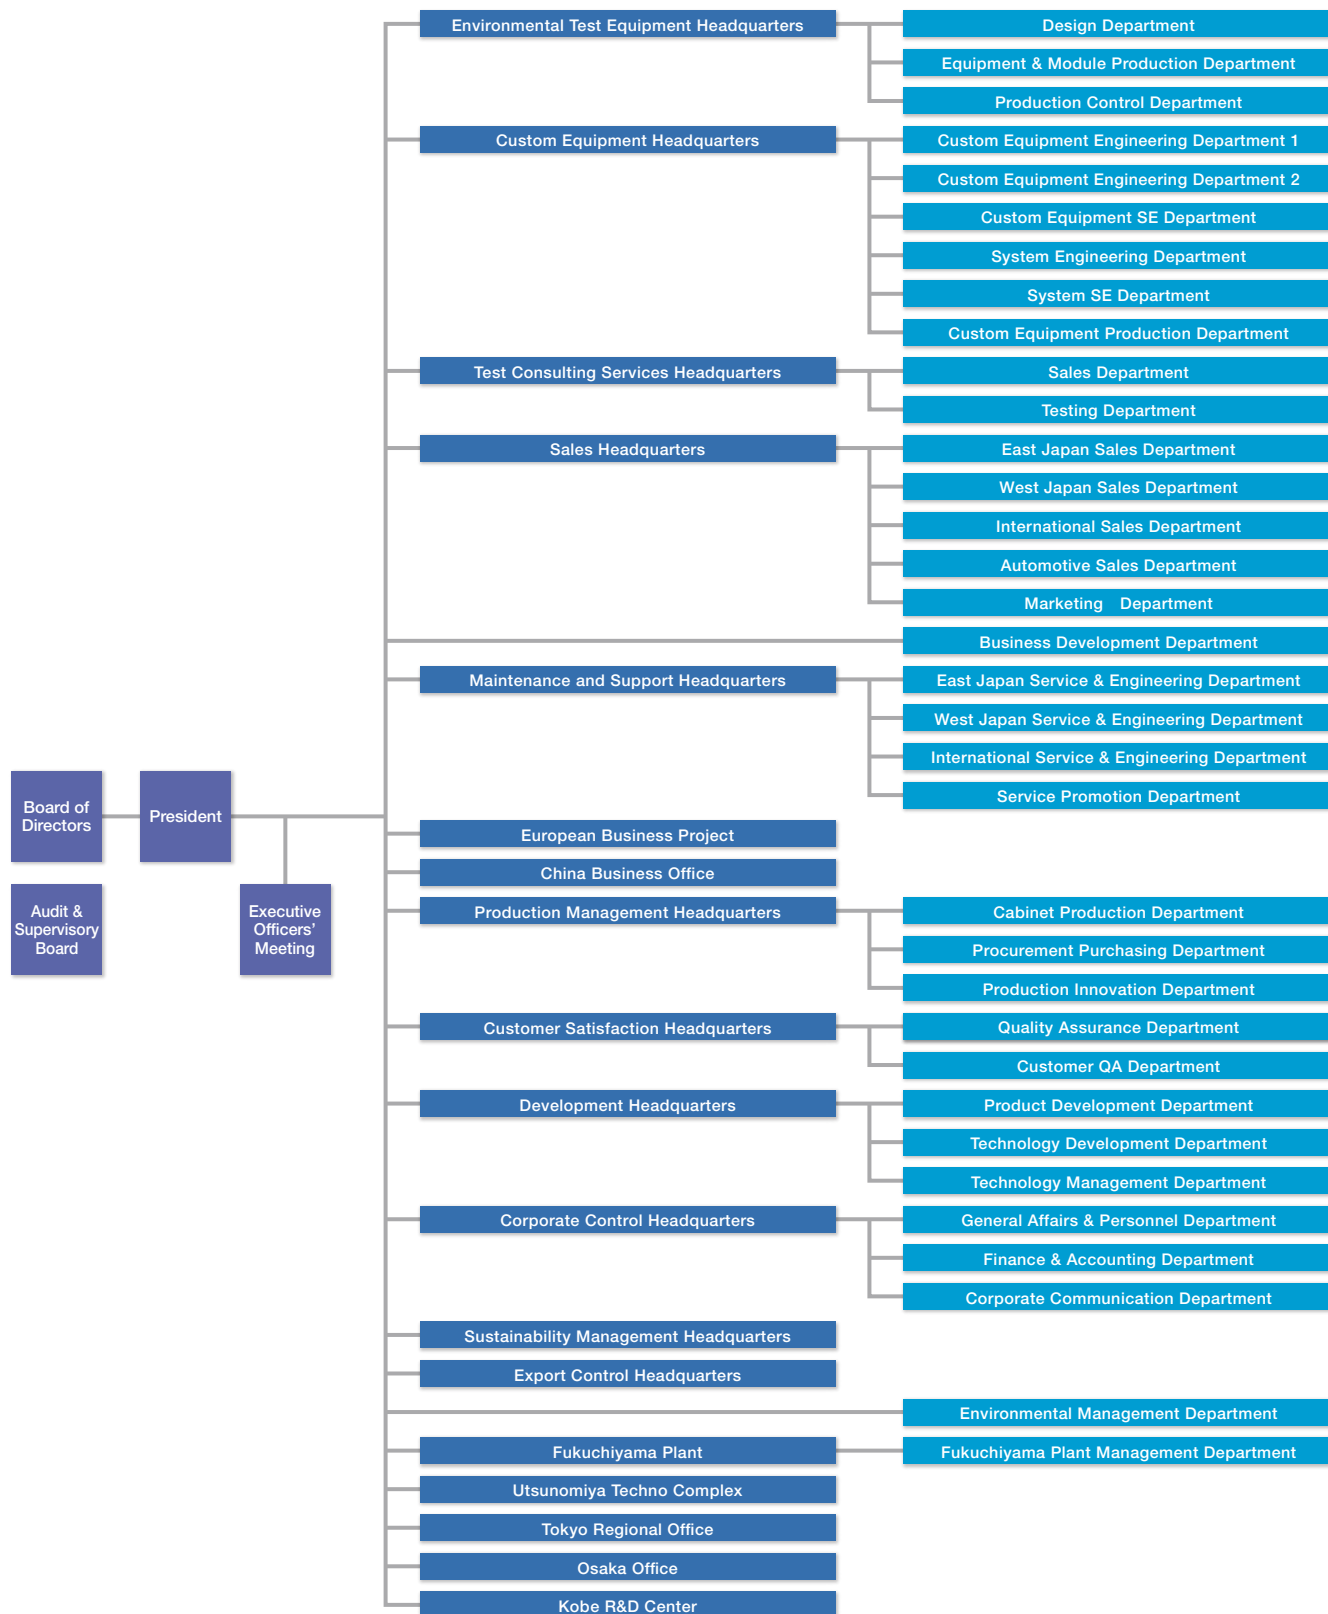 Board of
Directors
Audit &
Supervisory
Board
President
Executive
Officers’
Meeting
Environmental Test Equipment Headquarters
Design Department
Equipment & Module Production Department
Production Control Department
Custom Equipment Headquarters
Custom Equipment Engineering Department 1
Custom Equipment Engineering Department 2
Custom Equipment SE Department
System Engineering Department
System SE Department
Custom Equipment Production Department
Test Consulting Services Headquarters
Sales Department
Testing Department
Sales Headquarters
East Japan Sales Department
West Japan Sales Department
International Sales Department
Automotive Sales Department
Marketing　Department
Business Development Department
Maintenance and Support Headquarters
East Japan Service & Engineering Department
West Japan Service & Engineering Department
International Service & Engineering Department
Service Promotion Department
European Business Project
China Business Office
Production Management Headquarters
Cabinet Production Department
Procurement Purchasing Department
Production Innovation Department
Customer Satisfaction Headquarters
Quality Assurance Department
Customer QA Department
Development Headquarters
Product Development Department
Technology Development Department
Technology Management Department
Corporate Control Headquarters
General Affairs & Personnel Department
Finance & Accounting Department
Corporate Communication Department
Sustainability Management Headquarters
Export Control Headquarters
Environmental Management Department
Fukuchiyama Plant
Fukuchiyama Plant Management Department
Utsunomiya Techno Complex
Tokyo Regional Office
Osaka Office
Kobe R&D Center